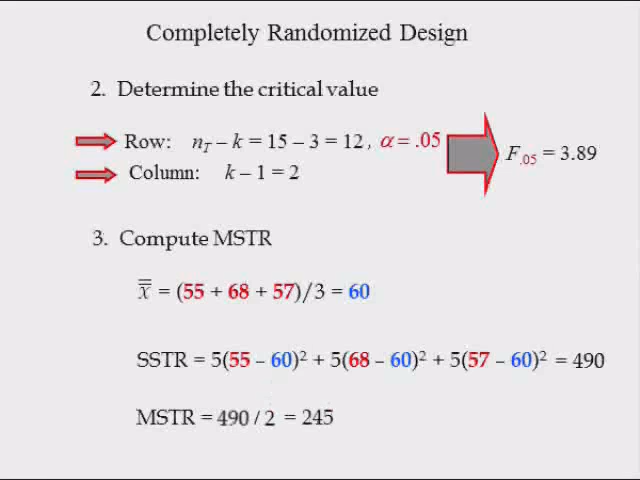 Completely Randomized Design
2. Determine the critical value
Row: n_T – k = 15 – 3 = 12 , α = .05
F.05 = 3.89
Column: k – 1 = 2
3. Compute MSTR
x̿ = (55 + 68 + 57)/3 = 60
SSTR = 5(55 – 60)² + 5(68 – 60)² + 5(57 – 60)² = 490
MSTR = 490 / 2 = 245